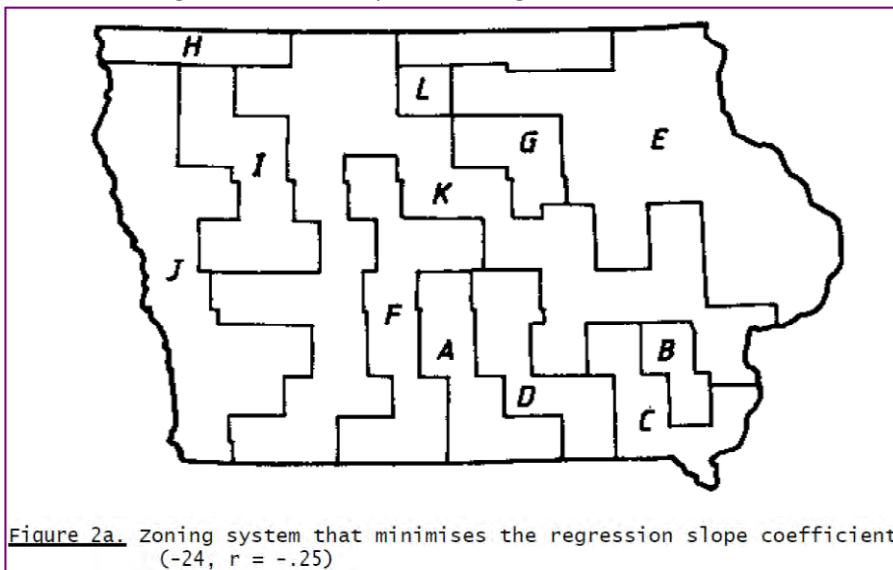 H
L
G
E
I
K
J
F
A
B
D
C
Figure 2a. Zoning system that minimises the regression slope coefficient
(-24, r = -.25)